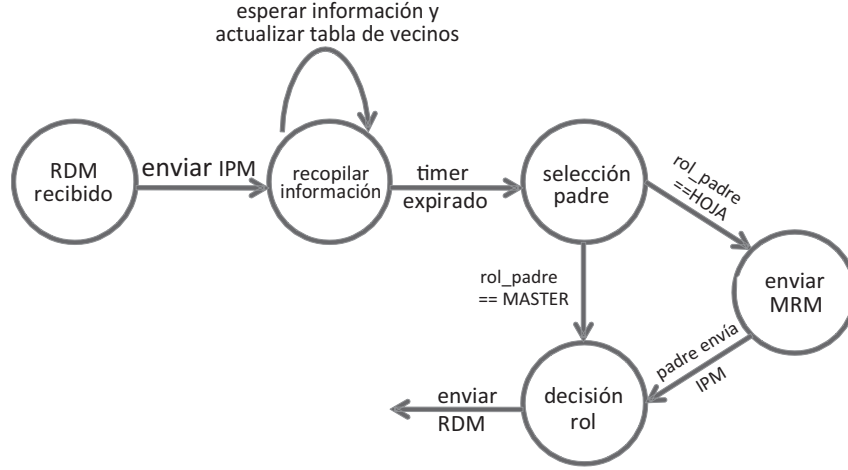 esperar información y
actualizar tabla de vecinos
RDM
recibido
enviar IPM
recopilar
información
timer
expirado
selección
padre
rol_padre
==HOJA
rol_padre
== MASTER
enviar
MRM
padre envía
IPM
decisión
rol
enviar
RDM